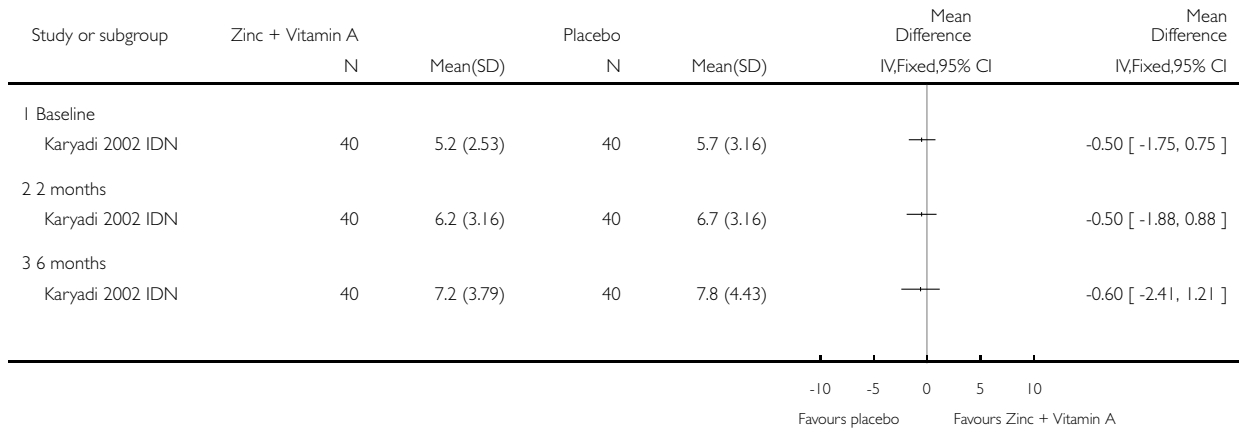 Study or subgroup Zinc + Vitamin A Placebo Mean Difference Mean Difference
N Mean(SD) N Mean(SD) IV,Fixed,95% CI IV,Fixed,95% CI
1 Baseline
Karyadi 2002 IDN 40 5.2 (2.53) 40 5.7 (3.16) -0.50 [ -1.75, 0.75 ]
2 2 months
Karyadi 2002 IDN 40 6.2 (3.16) 40 6.7 (3.16) -0.50 [ -1.88, 0.88 ]
3 6 months
Karyadi 2002 IDN 40 7.2 (3.79) 40 7.8 (4.43) -0.60 [ -2.41, 1.21 ]
-10 -5 0 5 10
Favours placebo Favours Zinc + Vitamin A